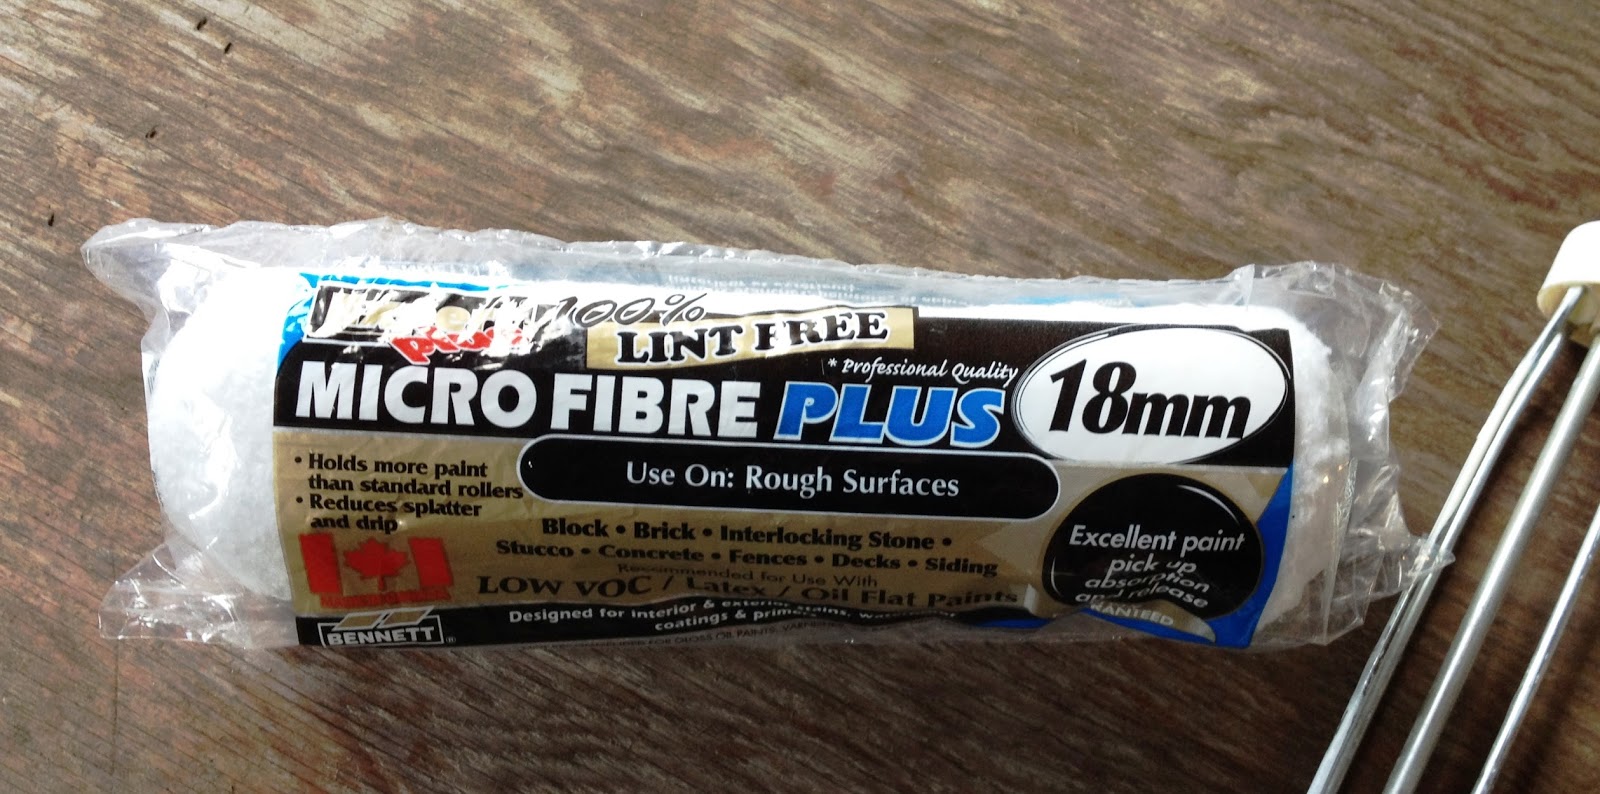 100%
LINT FREE
* Professional Quality
MICRO FIBRE PLUS
18mm
Use On: Rough Surfaces
• Holds more paint
than standard rollers
• Reduces splatter
and drip
Block • Brick • Interlocking Stone •
Stucco • Concrete • Fences • Decks • Siding
Recommended for Use With
LOW VOC / Latex / Oil Flat Paints
Designed for interior & exterior stains,
coatings &
Excellent paint
pick up
absorption
and release
BENNETT ®